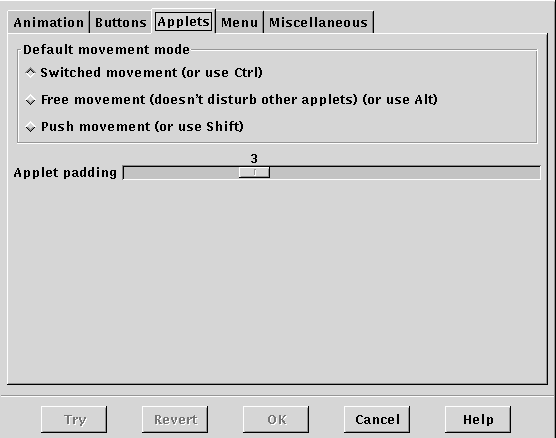 Animation Buttons Applets Menu Miscellaneous
Default movement mode
Switched movement (or use Ctrl)
Free movement (doesn't disturb other applets) (or use Alt)
Push movement (or use Shift)
3
Applet padding
Try Revert OK Cancel Help